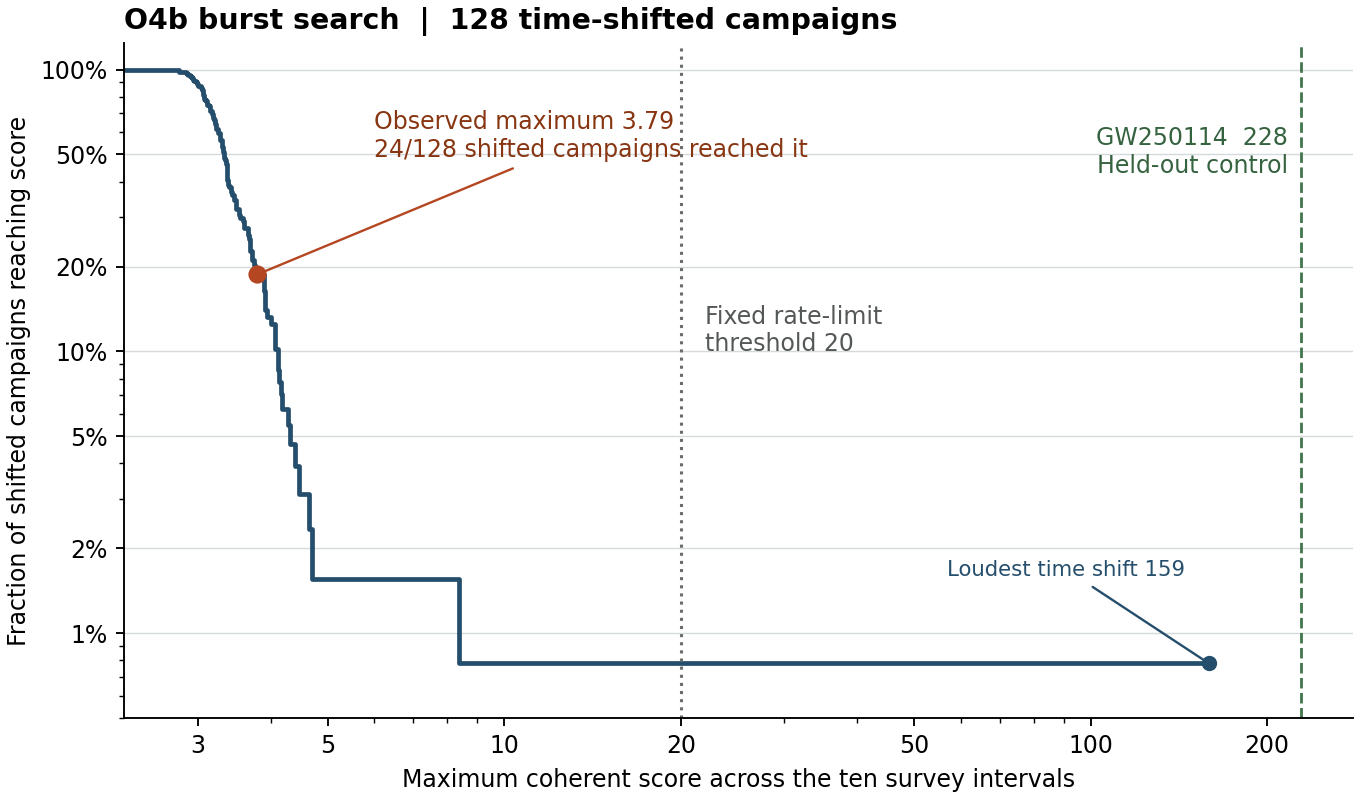 O4b burst search | 128 time-shifted campaigns
Fraction of shifted campaigns reaching score
100%
50%
20%
10%
5%
2%
1%
Observed maximum 3.79
24/128 shifted campaigns reached it
GW250114 228
Held-out control
Fixed rate-limit
threshold 20
Loudest time shift 159
3
5
10
20
50
100
200
Maximum coherent score across the ten survey intervals